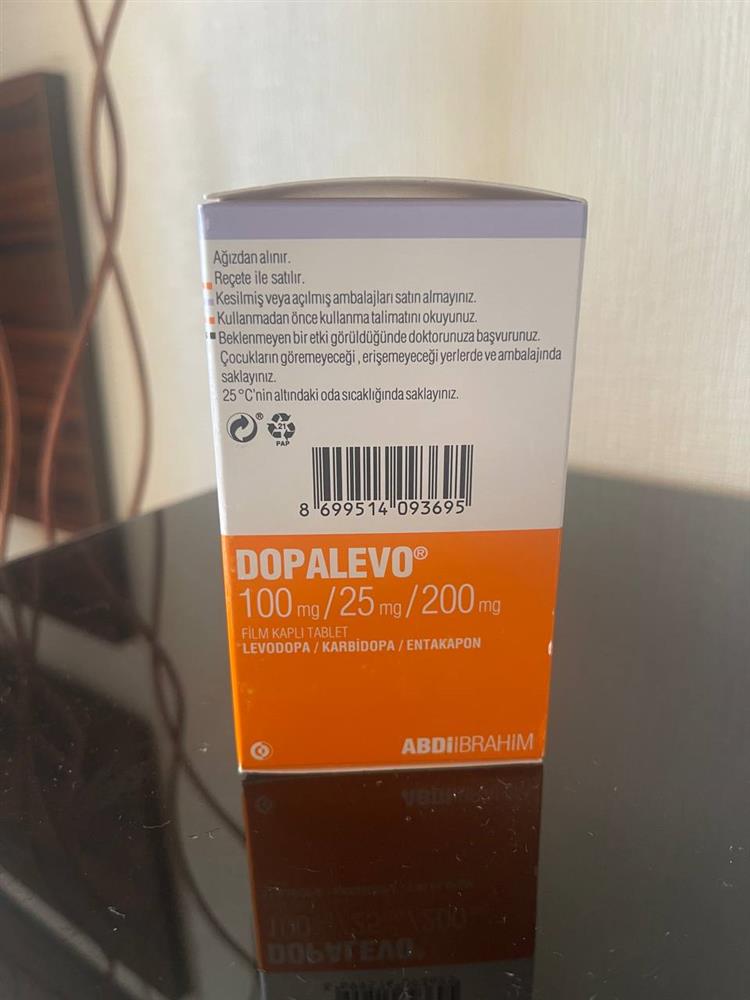 Ağızdan alınır.
Reçete ile satılır.
Kesilmiş veya açılmış ambalajları satın almayınız.
Kullanmadan önce kullanma talimatını okuyunuz.
Beklenmeyen bir etki görüldüğünde doktorunuza başvurunuz.
Çocukların göremeyeceği , erişemeyeceği yerlerde ve ambalajında
saklayınız.
25 °C'nin altındaki oda sıcaklığında saklayınız.
®
21
PAP
8 699514 093695
DOPALEVO®
100 mg / 25 mg / 200 mg
FİLM KAPLI TABLET
LEVODOPA / KARBİDOPA / ENTAKAPON
ABDİİBRAHİM